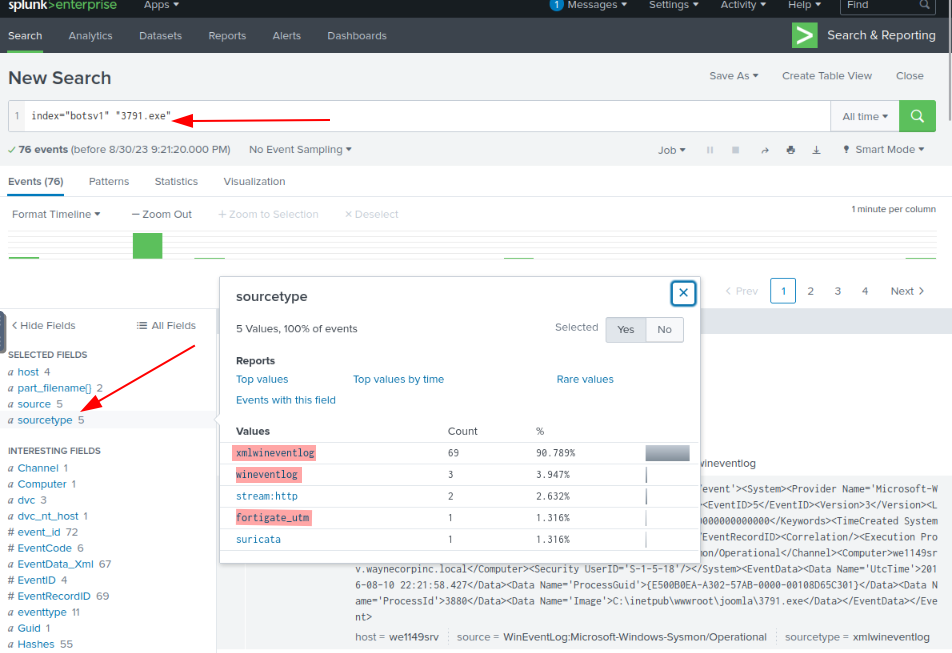 splunk>enterprise Apps ▾ 1 Messages ▾ Settings ▾ Activity ▾ Help ▾ Find
Search Analytics Datasets Reports Alerts Dashboards > Search & Reporting
New Search Save As ▾ Create Table View Close
1 index="botsv1" "3791.exe" All time ▾
✓ 76 events (before 8/30/23 9:21:20.000 PM) No Event Sampling ▾ Job ▾ Smart Mode ▾
Events (76) Patterns Statistics Visualization
Format Timeline ▾ — Zoom Out + Zoom to Selection × Deselect 1 minute per column
< Prev 1 2 3 4 Next >
< Hide Fields All Fields
SELECTED FIELDS
a host 4
a part_filename{} 2
a source 5
a sourcetype 5
INTERESTING FIELDS
a Channel 1
a Computer 1
a dvc 3
a dvc_nt_host 1
# event_id 72
# EventCode 6
a EventData_Xml 67
# EventID 4
# EventRecordID 69
a eventtype 11
a Guid 1
a Hashes 55
sourcetype ×
5 Values, 100% of events Selected Yes No
Reports
Top values Top values by time Rare values
Events with this field
Values Count %
xmlwineventlog 69 90.789%
wineventlog 3 3.947%
stream:http 2 2.632%
fortigate_utm 1 1.316%
suricata 1 1.316%
wineventlog
/event'><System><Provider Name='Microsoft-W
<EventID>5</EventID><Version>3</Version><L
0000000000000</Keywords><TimeCreated System
/EventRecordID><Correlation/><Execution Pro
on/Operational</Channel><Computer>we1149sr
v.waynecorpinc.local</Computer><Security UserID='S-1-5-18'/></System><EventData><Data Name='UtcTime'>201
6-08-10 22:21:58.427</Data><Data Name='ProcessGuid'>{E500B0EA-A302-57AB-0000-00108D65C301}</Data><Data N
ame='ProcessId'>3880</Data><Data Name='Image'>C:\inetpub\wwwroot\joomla\3791.exe</Data></EventData></Eve
nt>
host = we1149srv source = WinEventLog:Microsoft-Windows-Sysmon/Operational sourcetype = xmlwineventlog